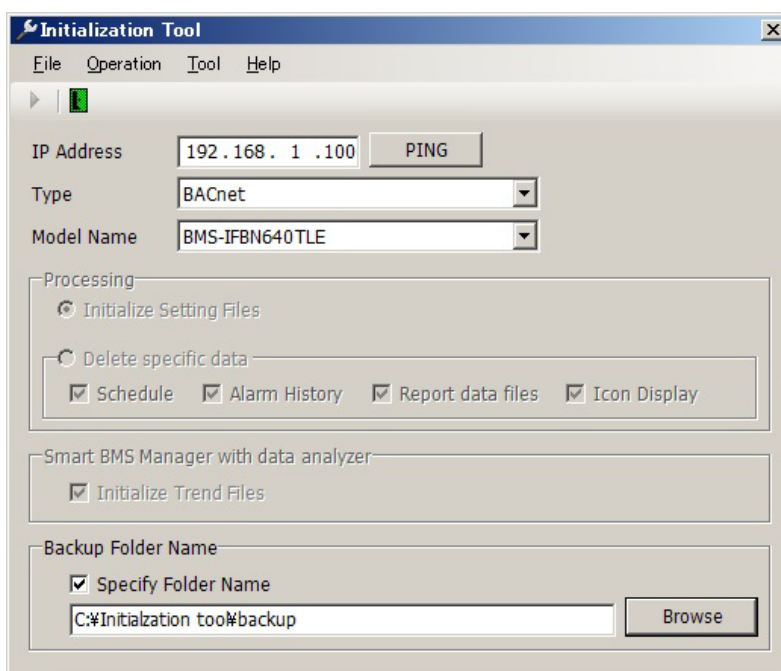 Initialization Tool
File Operation Tool Help
IP Address 192.168. 1 .100 PING
Type BACnet
Model Name BMS-IFBN640TLE
Processing
Initialize Setting Files
Delete specific data
Schedule Alarm History Report data files Icon Display
Smart BMS Manager with data analyzer
Initialize Trend Files
Backup Folder Name
Specify Folder Name
C:¥Initialzation tool¥backup Browse